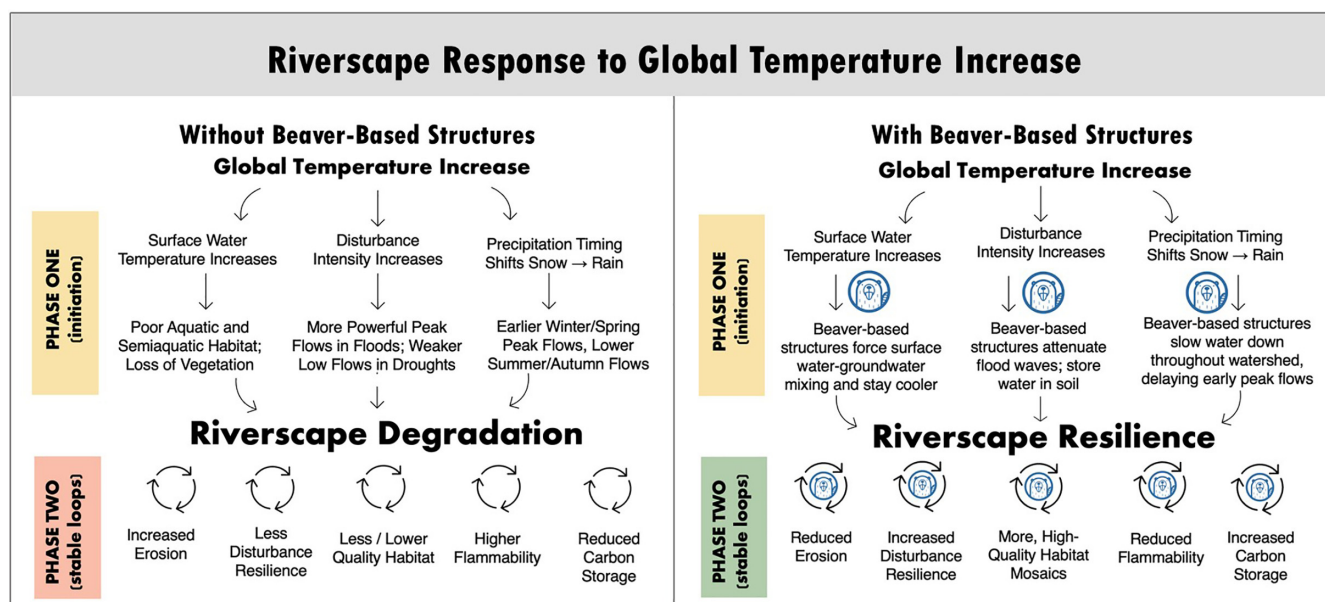 Riverscape Response to Global Temperature Increase
Without Beaver-Based Structures
Global Temperature Increase
PHASE ONE
(initiation)
Surface Water
Temperature Increases
Disturbance
Intensity Increases
Precipitation Timing
Shifts Snow → Rain
Poor Aquatic and
Semiaquatic Habitat;
Loss of Vegetation
More Powerful Peak
Flows in Floods; Weaker
Low Flows in Droughts
Earlier Winter/Spring
Peak Flows, Lower
Summer/Autumn Flows
Riverscape Degradation
PHASE TWO
(stable loops)
Increased
Erosion
Less
Disturbance
Resilience
Less / Lower
Quality Habitat
Higher
Flammability
Reduced
Carbon
Storage
With Beaver-Based Structures
Global Temperature Increase
PHASE ONE
(initiation)
Surface Water
Temperature Increases
Disturbance
Intensity Increases
Precipitation Timing
Shifts Snow → Rain
Beaver-based
structures force surface
water-groundwater
mixing and stay cooler
Beaver-based
structures attenuate
flood waves; store
water in soil
Beaver-based structures
slow water down
throughout watershed,
delaying early peak flows
Riverscape Resilience
PHASE TWO
(stable loops)
Reduced
Erosion
Increased
Disturbance
Resilience
More, High-
Quality Habitat
Mosaics
Reduced
Flammability
Increased
Carbon
Storage